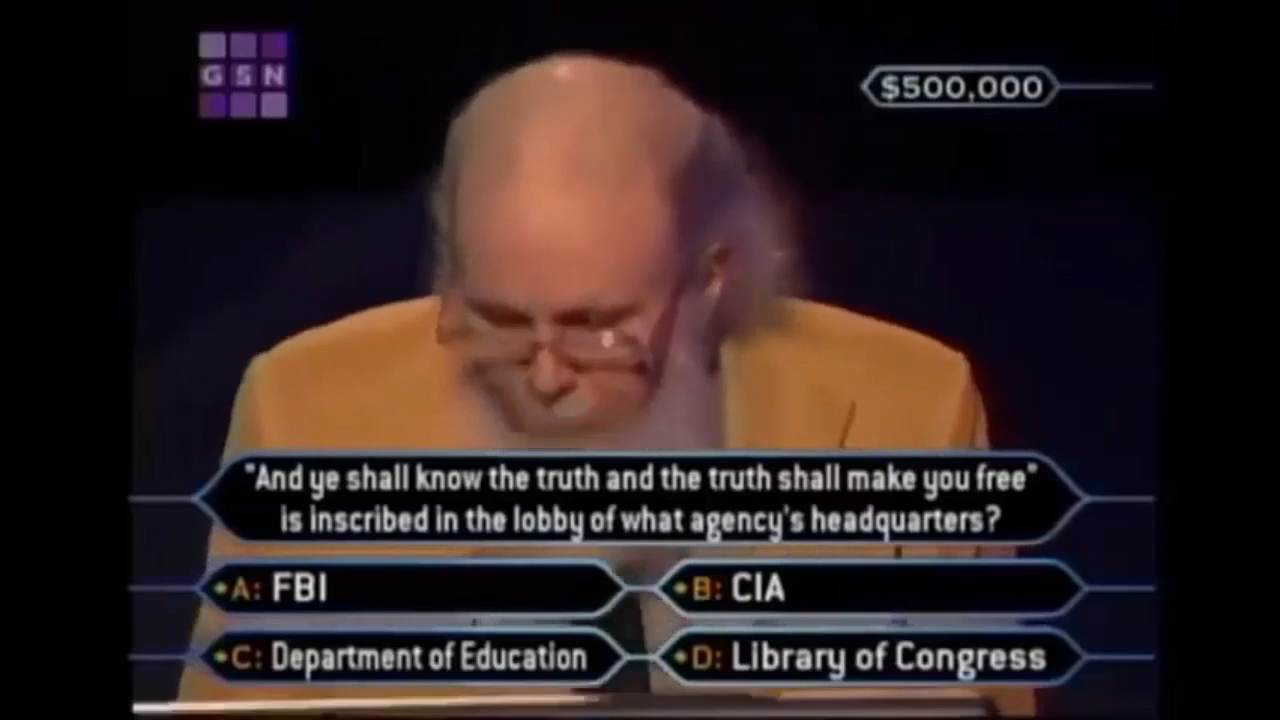 GSN
$500,000
"And ye shall know the truth and the truth shall make you free"
is inscribed in the lobby of what agency's headquarters?
A: FBI
B: CIA
C: Department of Education
D: Library of Congress